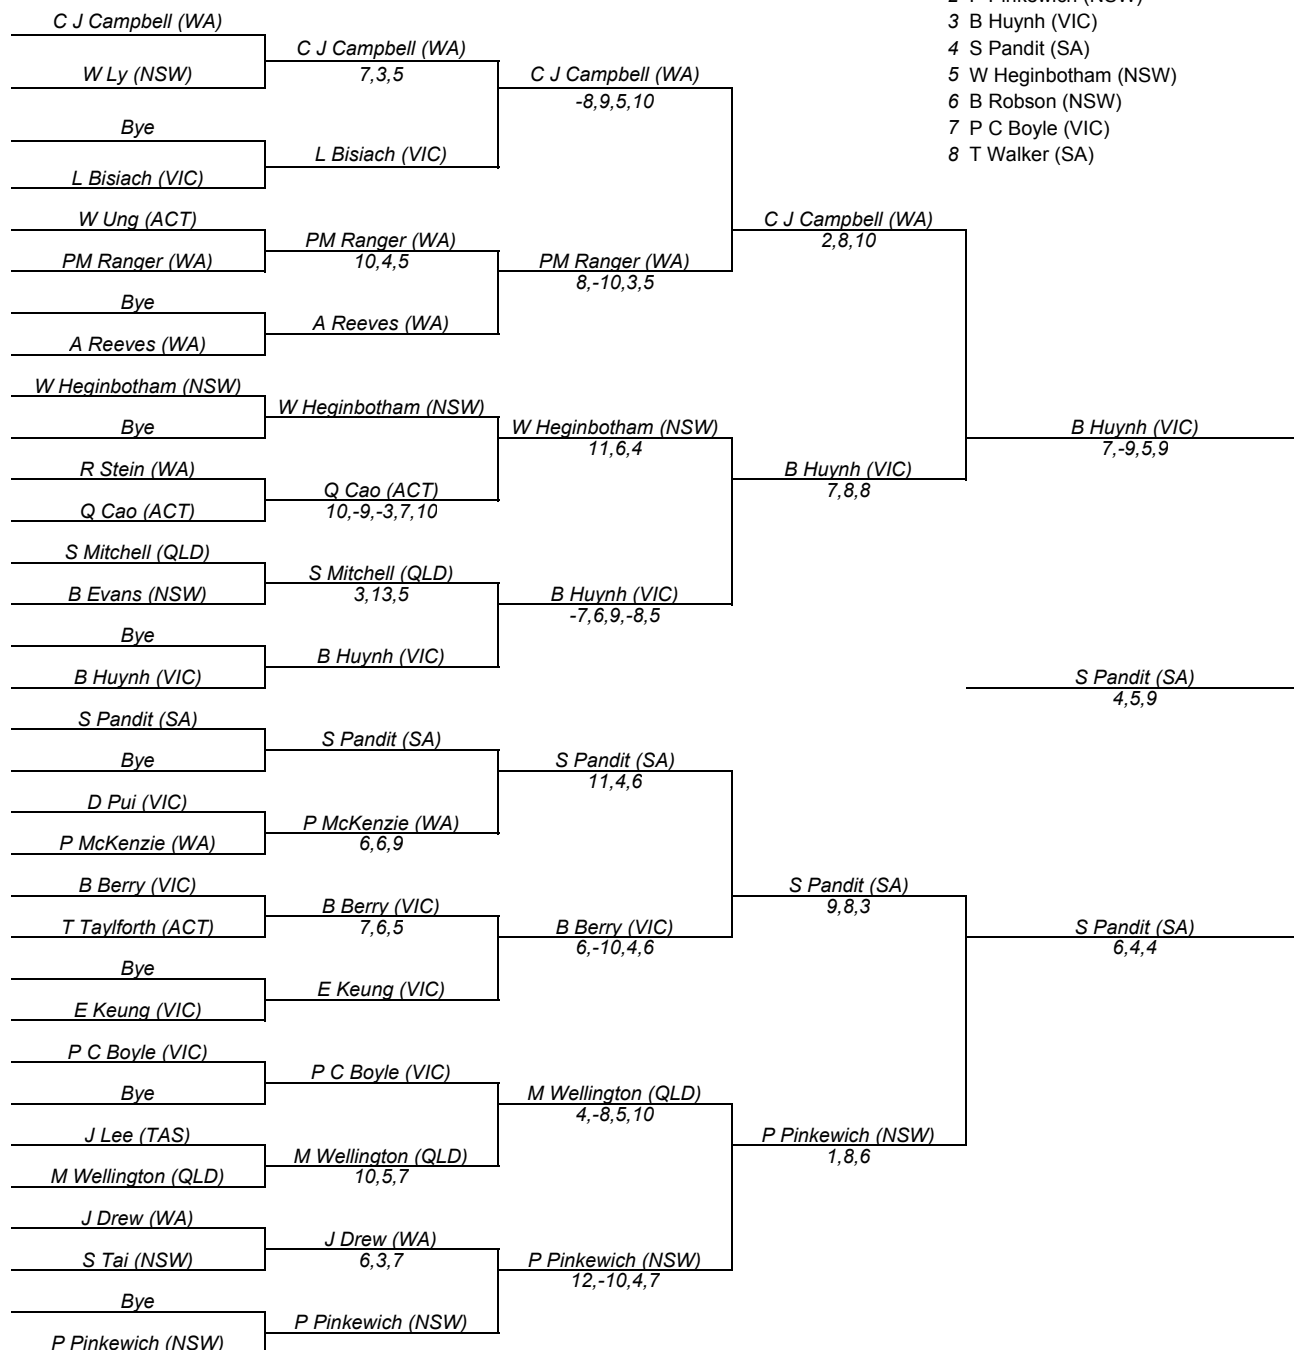 2 P Pinkewich (NSW)
3 B Huynh (VIC)
4 S Pandit (SA)
5 W Heginbotham (NSW)
6 B Robson (NSW)
7 P C Boyle (VIC)
8 T Walker (SA)
C J Campbell (WA)
W Ly (NSW)
Bye
L Bisiach (VIC)
W Ung (ACT)
PM Ranger (WA)
Bye
A Reeves (WA)
W Heginbotham (NSW)
Bye
R Stein (WA)
Q Cao (ACT)
S Mitchell (QLD)
B Evans (NSW)
Bye
B Huynh (VIC)
S Pandit (SA)
Bye
D Pui (VIC)
P McKenzie (WA)
B Berry (VIC)
T Taylforth (ACT)
Bye
E Keung (VIC)
P C Boyle (VIC)
Bye
J Lee (TAS)
M Wellington (QLD)
J Drew (WA)
S Tai (NSW)
Bye
P Pinkewich (NSW)
C J Campbell (WA)
7,3,5
L Bisiach (VIC)
PM Ranger (WA)
10,4,5
A Reeves (WA)
W Heginbotham (NSW)
Q Cao (ACT)
10,-9,-3,7,10
S Mitchell (QLD)
3,13,5
B Huynh (VIC)
S Pandit (SA)
P McKenzie (WA)
6,6,9
B Berry (VIC)
7,6,5
E Keung (VIC)
P C Boyle (VIC)
M Wellington (QLD)
10,5,7
J Drew (WA)
6,3,7
P Pinkewich (NSW)
C J Campbell (WA)
-8,9,5,10
PM Ranger (WA)
8,-10,3,5
W Heginbotham (NSW)
11,6,4
B Huynh (VIC)
-7,6,9,-8,5
S Pandit (SA)
11,4,6
B Berry (VIC)
6,-10,4,6
M Wellington (QLD)
4,-8,5,10
P Pinkewich (NSW)
12,-10,4,7
C J Campbell (WA)
2,8,10
B Huynh (VIC)
7,8,8
S Pandit (SA)
9,8,3
P Pinkewich (NSW)
1,8,6
B Huynh (VIC)
7,-9,5,9
S Pandit (SA)
4,5,9
S Pandit (SA)
6,4,4